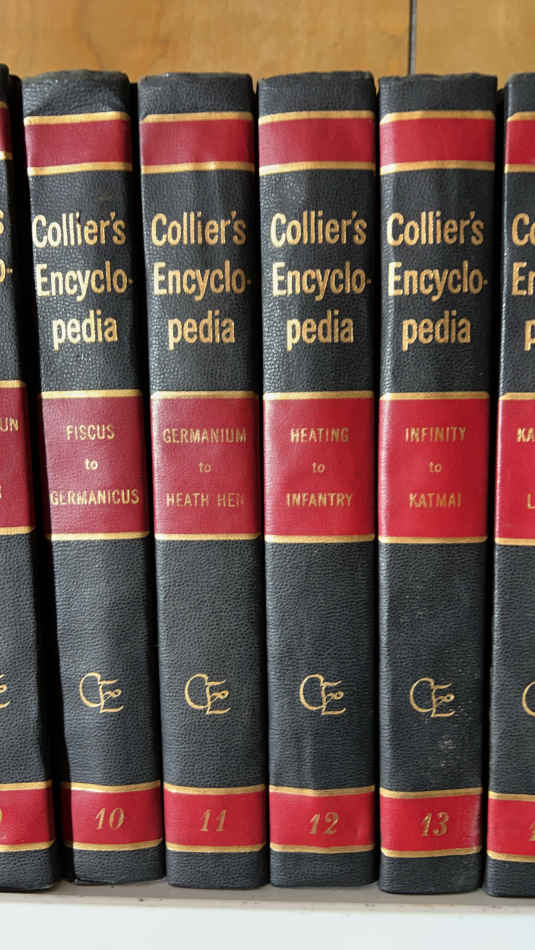 Collier's
Encyclo-
pedia
FISCUS
to
GERMANICUS
CE
10
Collier's
Encyclo-
pedia
GERMANIUM
to
HEATH HEN
CE
11
Collier's
Encyclo-
pedia
HEATING
to
INFANTRY
CE
12
Collier's
Encyclo-
pedia
INFINITY
to
KATMAI
CE
13